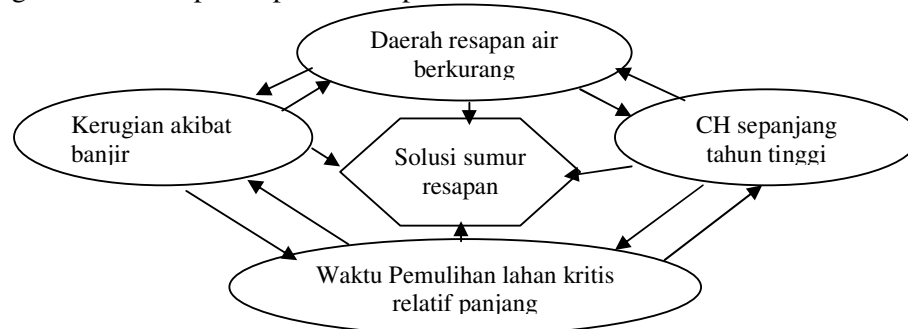 Daerah resapan air
berkurang
Kerugian akibat
banjir
Solusi sumur
resapan
CH sepanjang
tahun tinggi
Waktu Pemulihan lahan kritis
relatif panjang